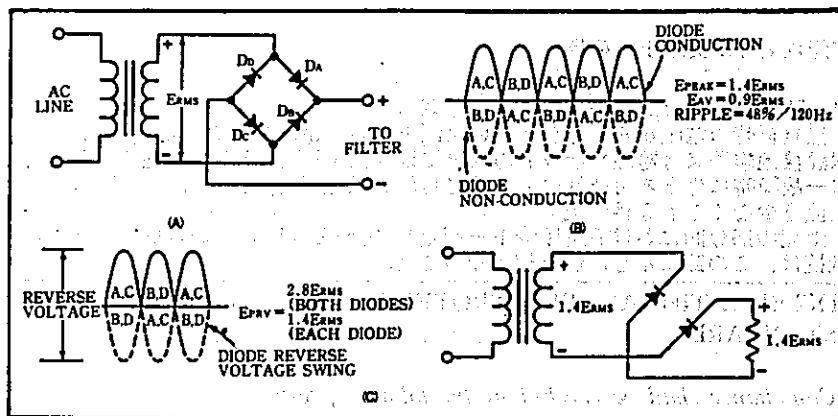 AC
LINE
+
ERMS
-
DD
DA
DC
DB
+
TO
FILTER
-
(A)
DIODE
CONDUCTION
A,C B,D A,C B,D A,C
B,D A,C B,D A,C B,D
EPEAK=1.4ERMS
EAV=0.9ERMS
RIPPLE=48%/120Hz
DIODE
NON-CONDUCTION
(B)
REVERSE
VOLTAGE
A,C B,D A,C
B,D A,C B,D
EPRV =
2.8ERMS
(BOTH DIODES)
1.4ERMS
(EACH DIODE)
DIODE REVERSE
VOLTAGE SWING
+
1.4ERMS
-
+
1.4ERMS
-
(C)